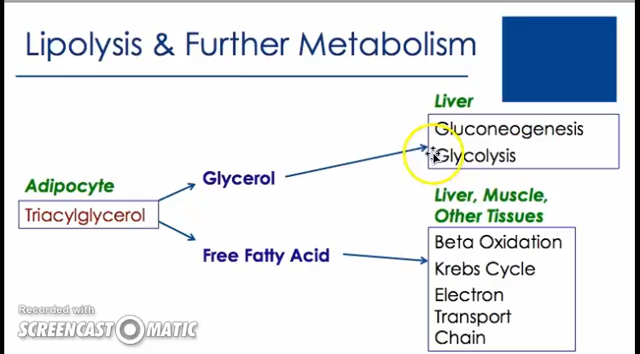 Lipolysis & Further Metabolism
Liver
Gluconeogenesis
Glycolysis
Glycerol
Adipocyte
Triacylglycerol
Liver, Muscle,
Other Tissues
Free Fatty Acid
Beta Oxidation
Krebs Cycle
Electron
Transport
Chain
Recorded with
SCREENCAST-O-MATIC